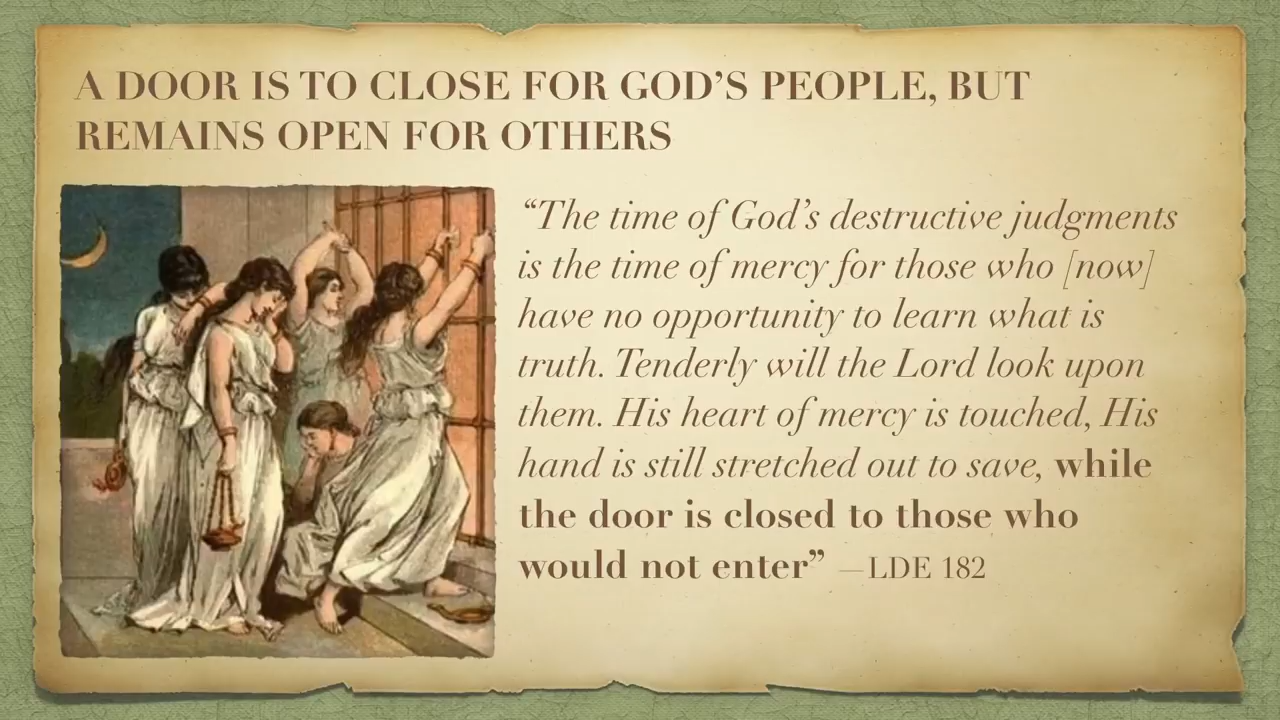 A DOOR IS TO CLOSE FOR GOD’S PEOPLE, BUT
REMAINS OPEN FOR OTHERS
“The time of God’s destructive judgments
is the time of mercy for those who [now]
have no opportunity to learn what is
truth. Tenderly will the Lord look upon
them. His heart of mercy is touched, His
hand is still stretched out to save, while
the door is closed to those who
would not enter” —LDE 182